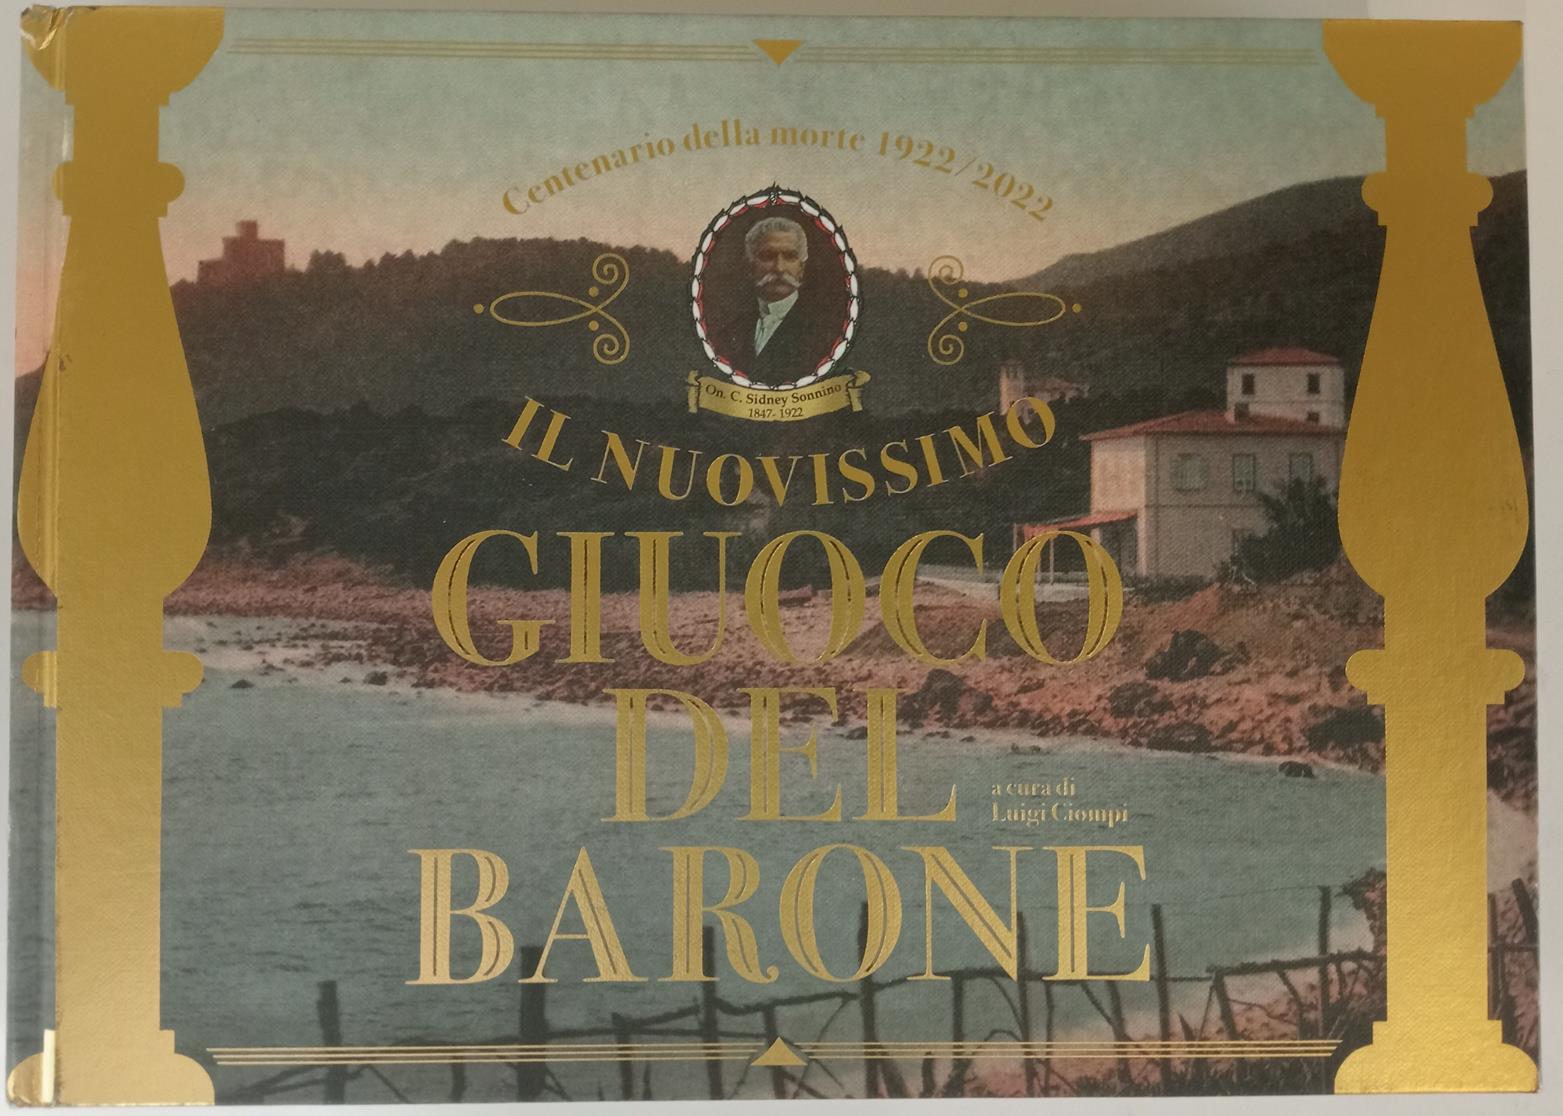 Centenario della morte 1922/2022
On. C. Sidney Sonnino
1847-1922
IL NUOVISSIMO
GIUOCO
DEL
a cura di
Luigi Ciompi
BARONE